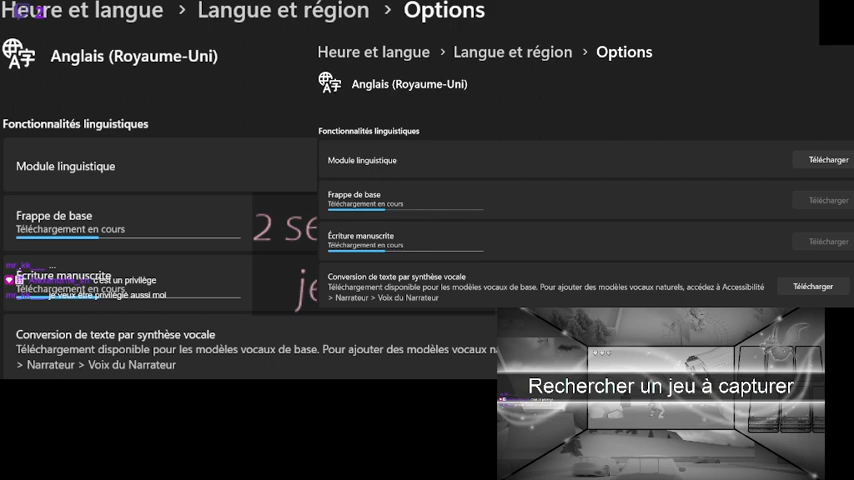 Heure et langue > Langue et région > Options
Anglais (Royaume-Uni)
Fonctionnalités linguistiques
Module linguistique
Frappe de base
Téléchargement en cours
Écriture manuscrite
Téléchargement en cours
mr_kk___ ...
c'est un privilège
je veux être privilégié aussi moi
Conversion de texte par synthèse vocale
Téléchargement disponible pour les modèles vocaux de base. Pour ajouter des modèles vocaux
> Narrateur > Voix du Narrateur
2 se
je
Heure et langue > Langue et région > Options
Anglais (Royaume-Uni)
Fonctionnalités linguistiques
Module linguistique
Télécharger
Frappe de base
Téléchargement en cours
Télécharger
Écriture manuscrite
Téléchargement en cours
Télécharger
Conversion de texte par synthèse vocale
Téléchargement disponible pour les modèles vocaux de base. Pour ajouter des modèles vocaux naturels, accédez à Accessibilité
> Narrateur > Voix du Narrateur
Télécharger
Rechercher un jeu à capturer